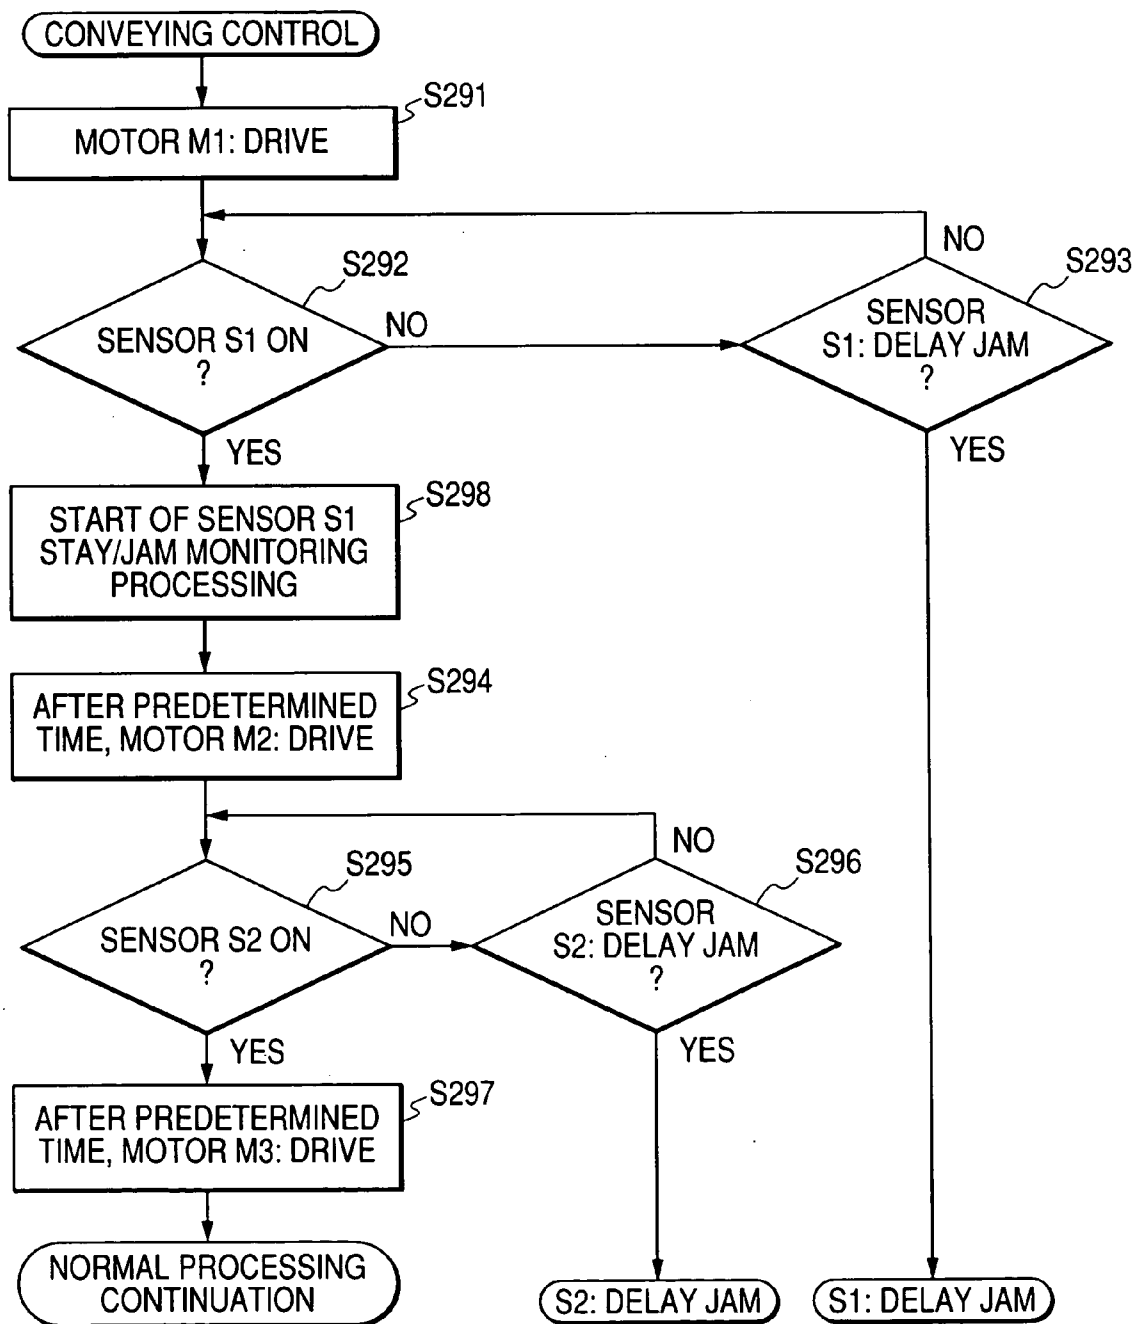 CONVEYING CONTROL
S291
MOTOR M1: DRIVE
NO
S292
S293
SENSOR S1 ON
?
NO
SENSOR
S1: DELAY JAM
?
YES
YES
S298
START OF SENSOR S1
STAY/JAM MONITORING
PROCESSING
S294
AFTER PREDETERMINED
TIME, MOTOR M2: DRIVE
NO
S295
S296
SENSOR S2 ON
?
NO
SENSOR
S2: DELAY JAM
?
YES
YES
S297
AFTER PREDETERMINED
TIME, MOTOR M3: DRIVE
NORMAL PROCESSING
CONTINUATION
S2: DELAY JAM
S1: DELAY JAM